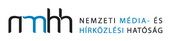 nmhh
NEMZETI MÉDIA- ÉS
HÍRKÖZLÉSI HATÓSÁG